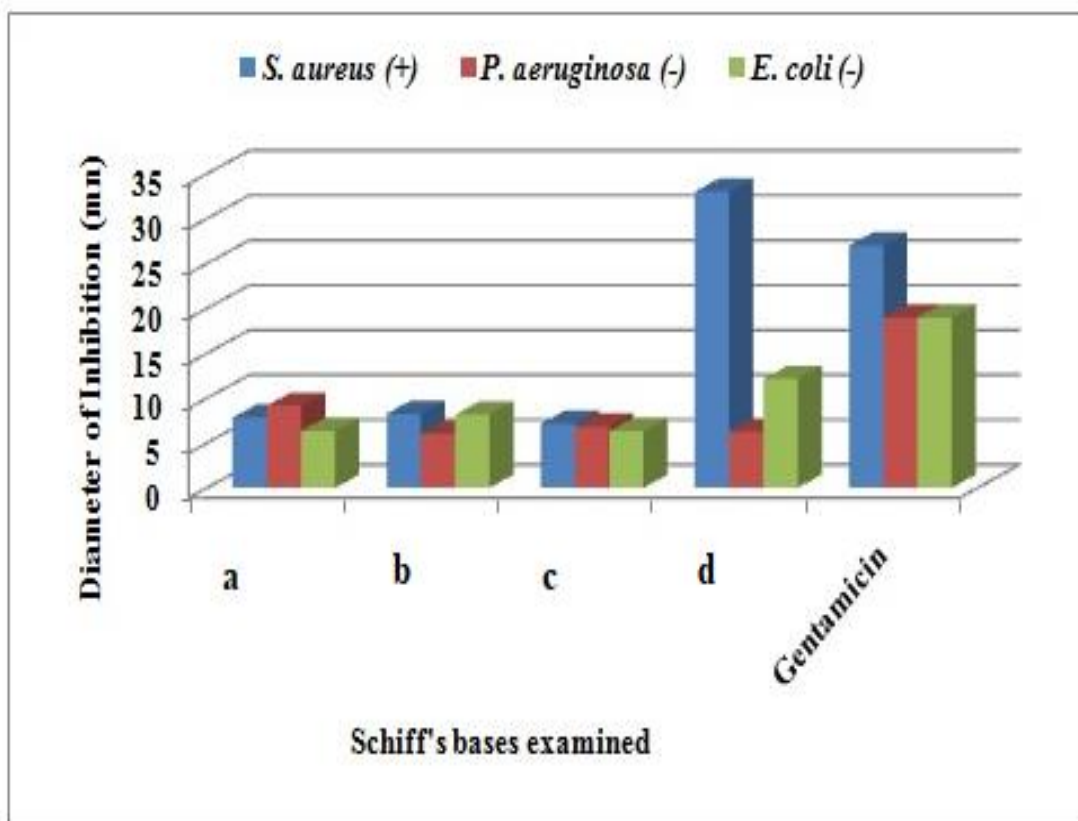 S. aureus (+) P. aeruginosa (-) E. coli (-)
Diameter of Inhibition (mn)
35
30
25
20
15
10
5
0
a b c d Gentamicin
Schiff's bases examined